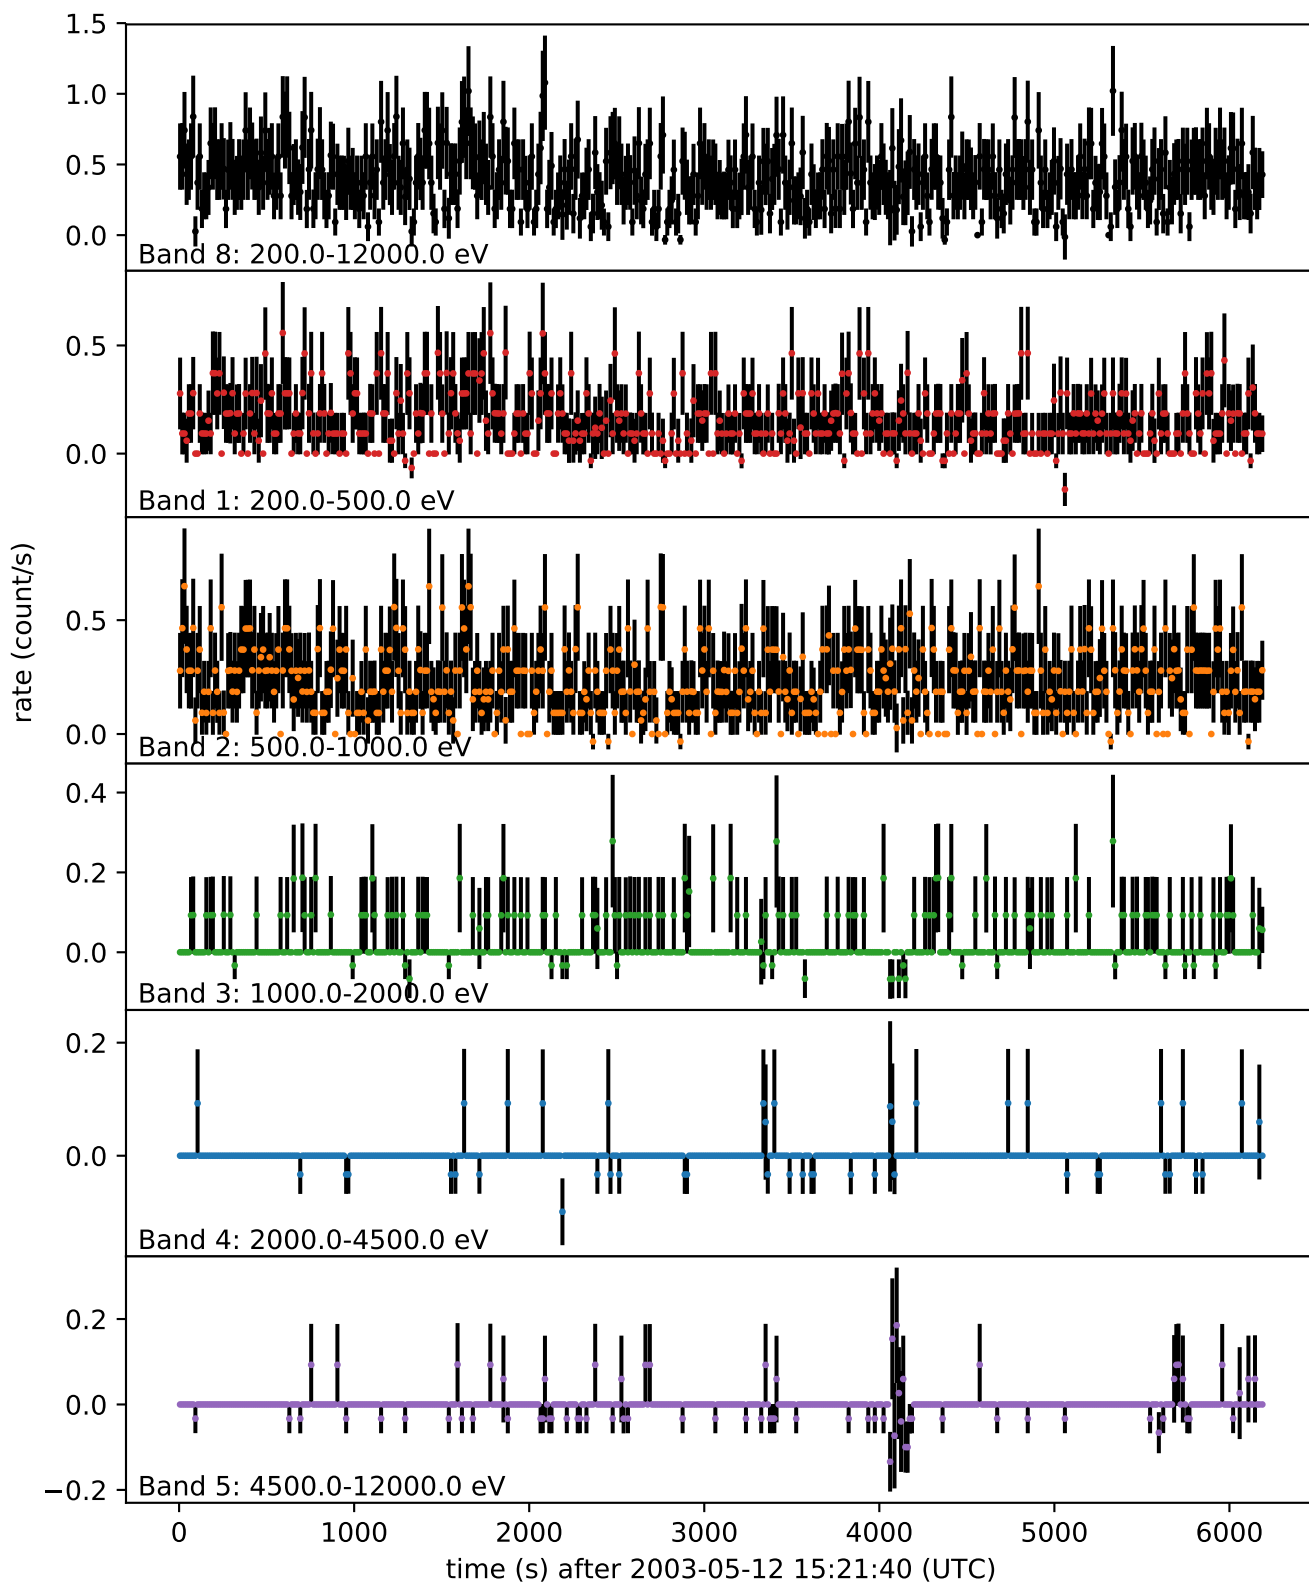 1.5
1.0
0.5
0.0
Band 8: 200.0-12000.0 eV
0.5
0.0
Band 1: 200.0-500.0 eV
0.5
0.0
Band 2: 500.0-1000.0 eV
rate (count/s)
0.4
0.2
0.0
Band 3: 1000.0-2000.0 eV
0.2
0.0
Band 4: 2000.0-4500.0 eV
0.2
0.0
−0.2
Band 5: 4500.0-12000.0 eV
0 1000 2000 3000 4000 5000 6000
time (s) after 2003-05-12 15:21:40 (UTC)